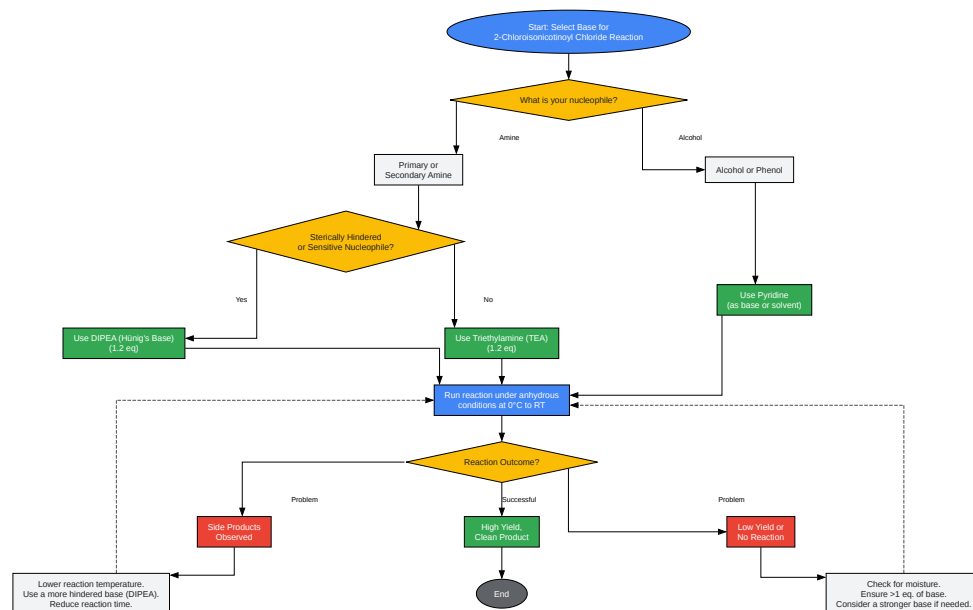 Start: Select Base for
2-Chloroisonicotinoyl Chloride Reaction
What is your nucleophile?
Amine
Alcohol
Primary or
Secondary Amine
Alcohol or Phenol
Sterically Hindered
or Sensitive Nucleophile?
Yes
No
Use Pyridine
(as base or solvent)
Use DIPEA (Hünig's Base)
(1.2 eq)
Use Triethylamine (TEA)
(1.2 eq)
Run reaction under anhydrous
conditions at 0°C to RT
Reaction Outcome?
Problem
Successful
Problem
Side Products
Observed
High Yield,
Clean Product
Low Yield or
No Reaction
Lower reaction temperature.
Use a more hindered base (DIPEA).
Reduce reaction time.
End
Check for moisture.
Ensure >1 eq. of base.
Consider a stronger base if needed.